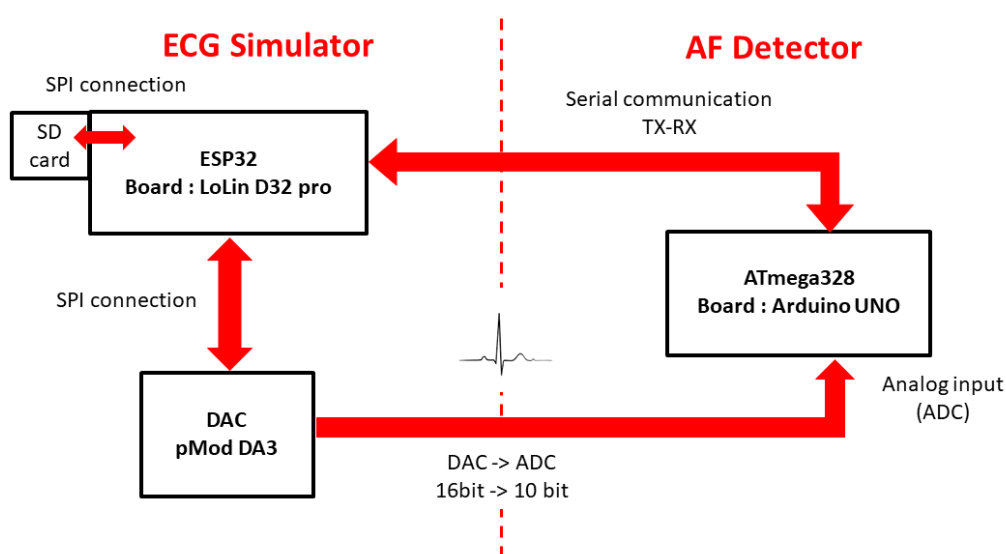 ECG Simulator
AF Detector
SPI connection
SD
card
ESP32
Board : LoLin D32 pro
Serial communication
TX-RX
SPI connection
ATmega328
Board : Arduino UNO
DAC
pMod DA3
Analog input
(ADC)
DAC -> ADC
16bit -> 10 bit